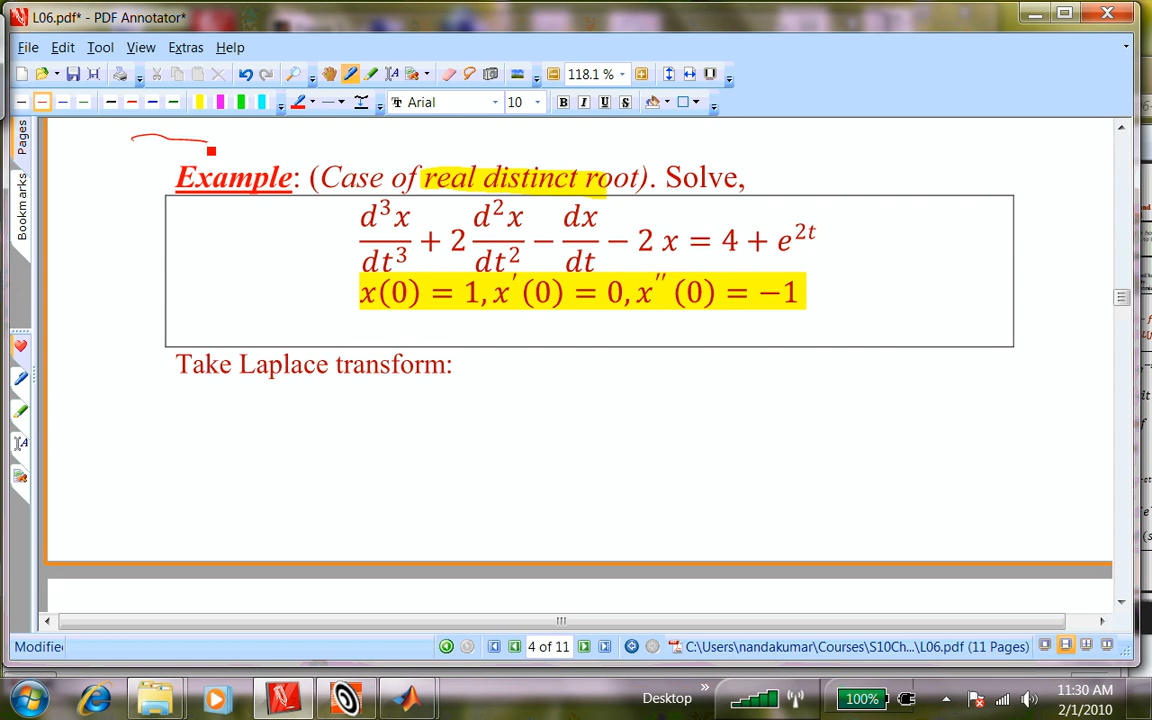 L06.pdf* - PDF Annotator*
File Edit Tool View Extras Help
118.1 %
Arial 10 B I U S
Pages
Bookmarks
Example: (Case of real distinct root). Solve,
d³x/dt³ + 2 d²x/dt² − dx/dt − 2 x = 4 + e^{2t}
x(0) = 1, x′(0) = 0, x″(0) = −1
Take Laplace transform:
4 of 11 C:\Users\nandakumar\Courses\S10Ch...\L06.pdf (11 Pages)
Modifie
Desktop » 100% 11:30 AM
2/1/2010